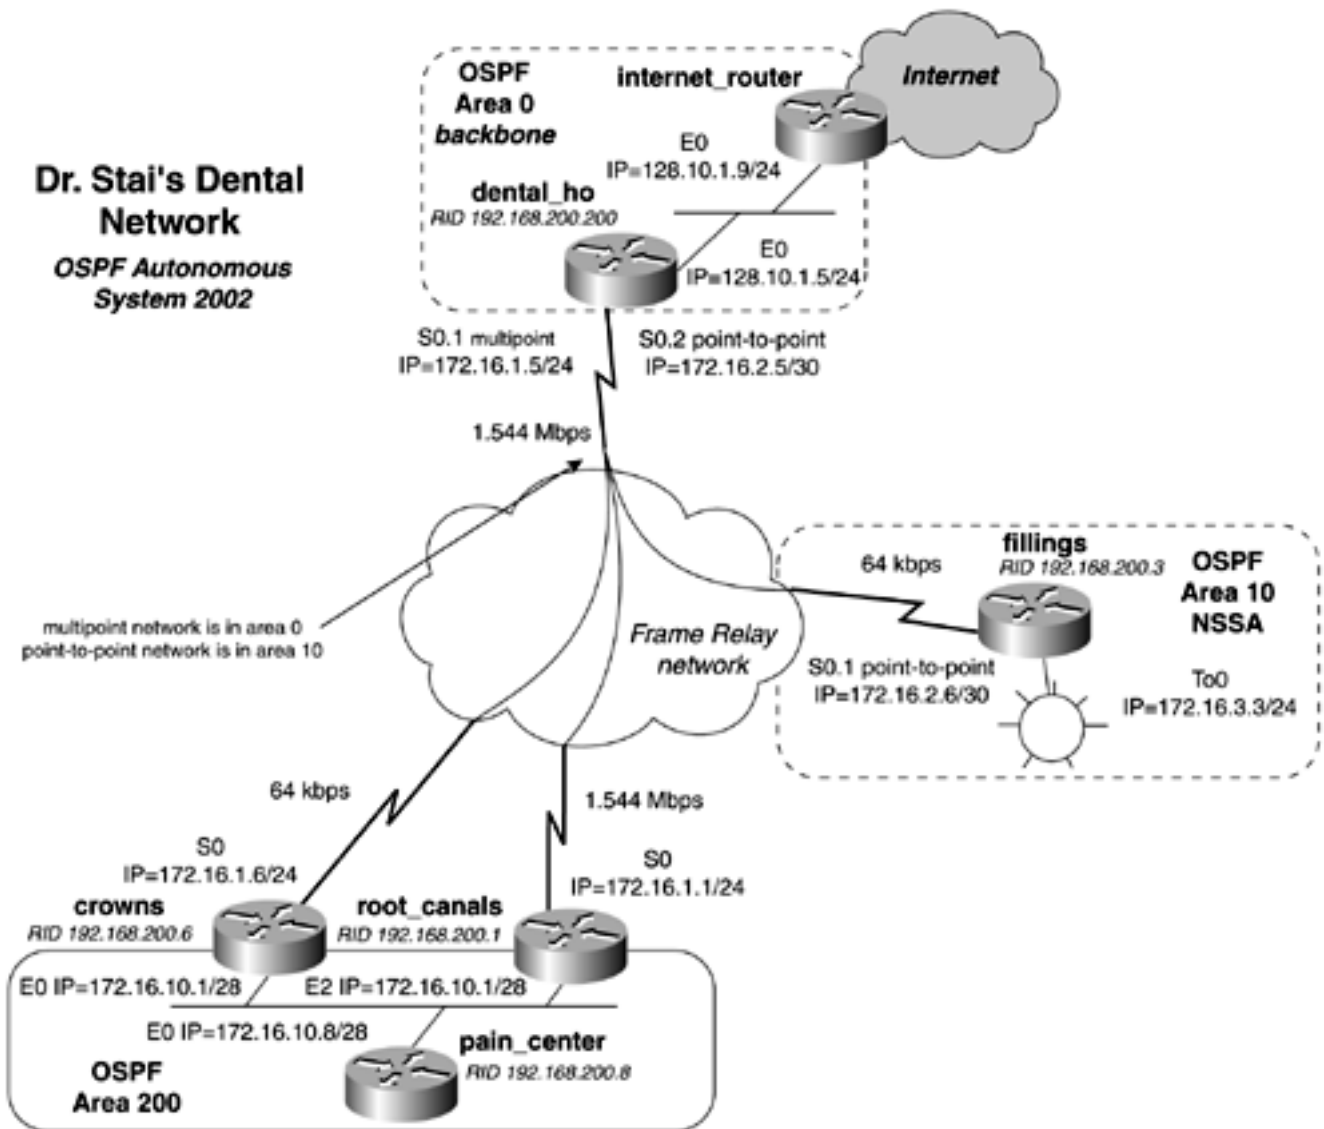 OSPF
Area 0
backbone
internet_router
Internet
E0
IP=128.10.1.9/24
Dr. Stai's Dental
Network
OSPF Autonomous
System 2002
dental_ho
RID 192.168.200.200
E0
IP=128.10.1.5/24
S0.1 multipoint
IP=172.16.1.5/24
S0.2 point-to-point
IP=172.16.2.5/30
1.544 Mbps
multipoint network is in area 0
point-to-point network is in area 10
Frame Relay
network
64 kbps
fillings
RID 192.168.200.3
OSPF
Area 10
NSSA
S0.1 point-to-point
IP=172.16.2.6/30
To0
IP=172.16.3.3/24
64 kbps
1.544 Mbps
S0
IP=172.16.1.6/24
S0
IP=172.16.1.1/24
crowns
RID 192.168.200.6
root_canals
RID 192.168.200.1
E0 IP=172.16.10.1/28
E2 IP=172.16.10.1/28
E0 IP=172.16.10.8/28
pain_center
RID 192.168.200.8
OSPF
Area 200